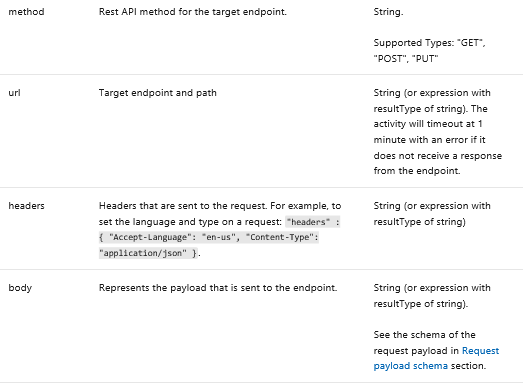 method
Rest API method for the target endpoint.
String.
Supported Types: "GET",
"POST", "PUT"
url
Target endpoint and path
String (or expression with
resultType of string). The
activity will timeout at 1
minute with an error if it
does not receive a response
from the endpoint.
headers
Headers that are sent to the request. For example, to
set the language and type on a request: "headers" :
{ "Accept-Language": "en-us", "Content-Type":
"application/json" }.
String (or expression with
resultType of string)
body
Represents the payload that is sent to the endpoint.
String (or expression with
resultType of string).
See the schema of the
request payload in Request
payload schema section.